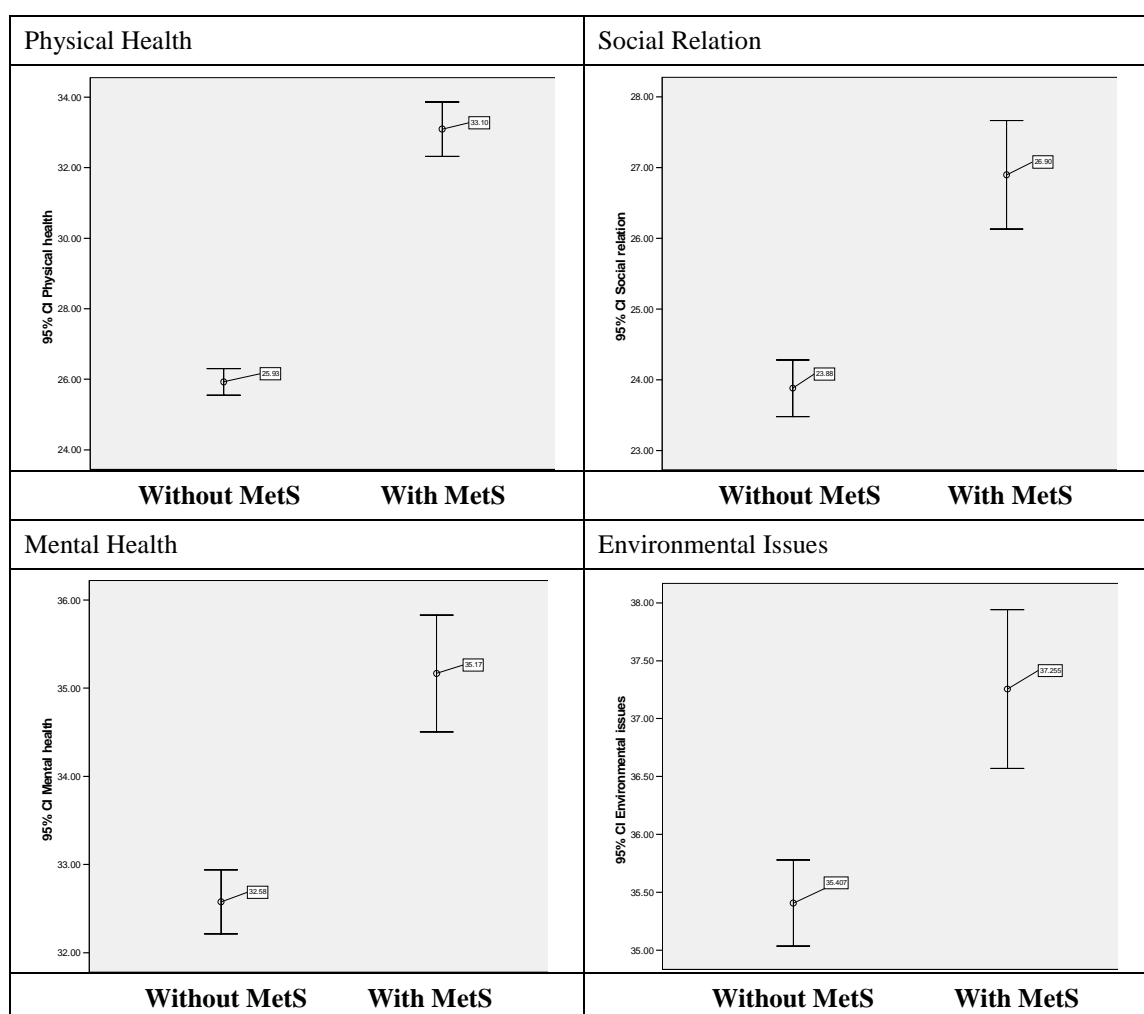 Physical Health
Social Relation
95% CI Physical health
34.00
32.00
30.00
28.00
26.00
24.00
33.10
25.93
95% CI Social relation
28.00
27.00
26.00
25.00
24.00
23.00
26.90
23.88
Without MetS With MetS
Without MetS With MetS
Mental Health
Environmental Issues
95% CI Mental health
36.00
35.00
34.00
33.00
32.00
35.17
32.58
95% CI Environmental issues
38.00
37.50
37.00
36.50
36.00
35.50
35.00
37.255
35.407
Without MetS With MetS
Without MetS With MetS